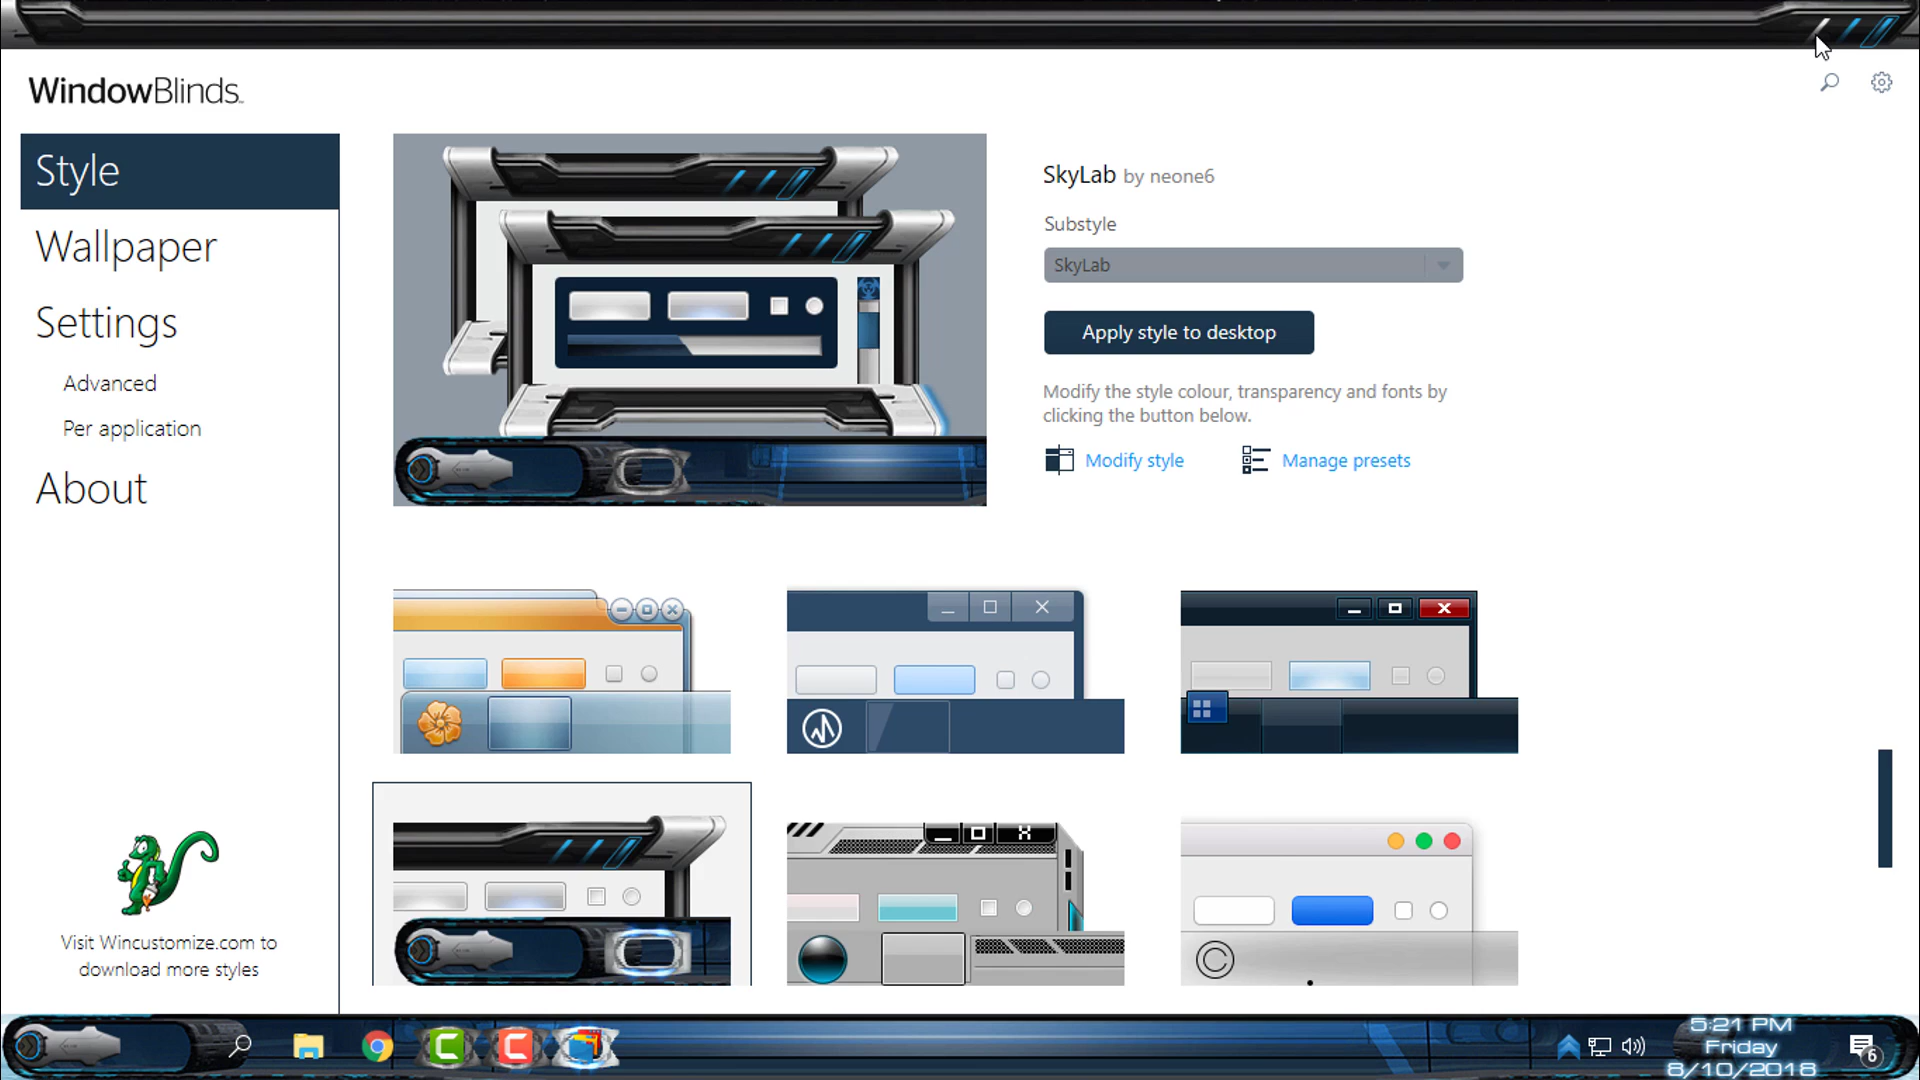 WindowBlinds™
Style
Wallpaper
Settings
Advanced
Per application
About
Visit Wincustomize.com to
download more styles
SkyLab by neone6
Substyle
SkyLab
Apply style to desktop
Modify the style colour, transparency and fonts by
clicking the button below.
Modify style
Manage presets
5:21 PM
Friday
8/10/2018
6